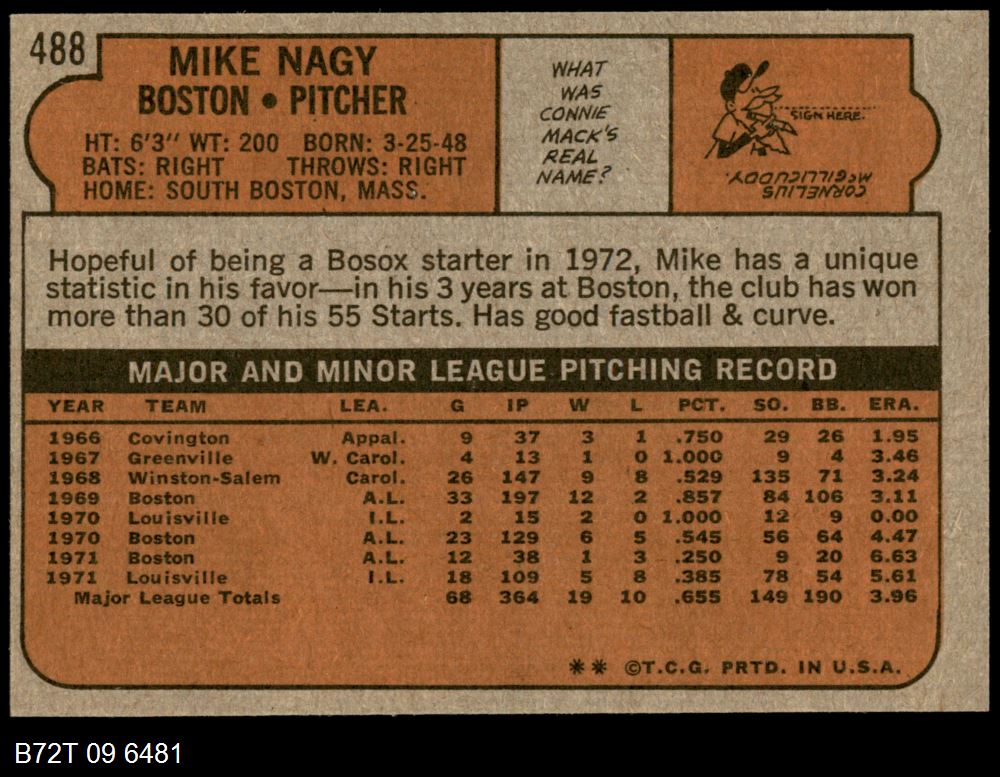 488
MIKE NAGY
BOSTON • PITCHER
HT: 6'3" WT: 200 BORN: 3-25-48
BATS: RIGHT THROWS: RIGHT
HOME: SOUTH BOSTON, MASS.
WHAT
WAS
CONNIE
MACK'S
REAL
NAME?
SIGN HERE.
CORNELIUS
McGILLICUDDY.
Hopeful of being a Bosox starter in 1972, Mike has a unique
statistic in his favor—in his 3 years at Boston, the club has won
more than 30 of his 55 Starts. Has good fastball & curve.
MAJOR AND MINOR LEAGUE PITCHING RECORD
YEAR TEAM LEA. G IP W L PCT. SO. BB. ERA.
1966 Covington Appal. 9 37 3 1 .750 29 26 1.95
1967 Greenville W. Carol. 4 13 1 0 1.000 9 4 3.46
1968 Winston-Salem Carol. 26 147 9 8 .529 135 71 3.24
1969 Boston A.L. 33 197 12 2 .857 84 106 3.11
1970 Louisville I.L. 2 15 2 0 1.000 12 9 0.00
1970 Boston A.L. 23 129 6 5 .545 56 64 4.47
1971 Boston A.L. 12 38 1 3 .250 9 20 6.63
1971 Louisville I.L. 18 109 5 8 .385 78 54 5.61
Major League Totals 68 364 19 10 .655 149 190 3.96
** ©T.C.G. PRTD. IN U.S.A.
B72T 09 6481